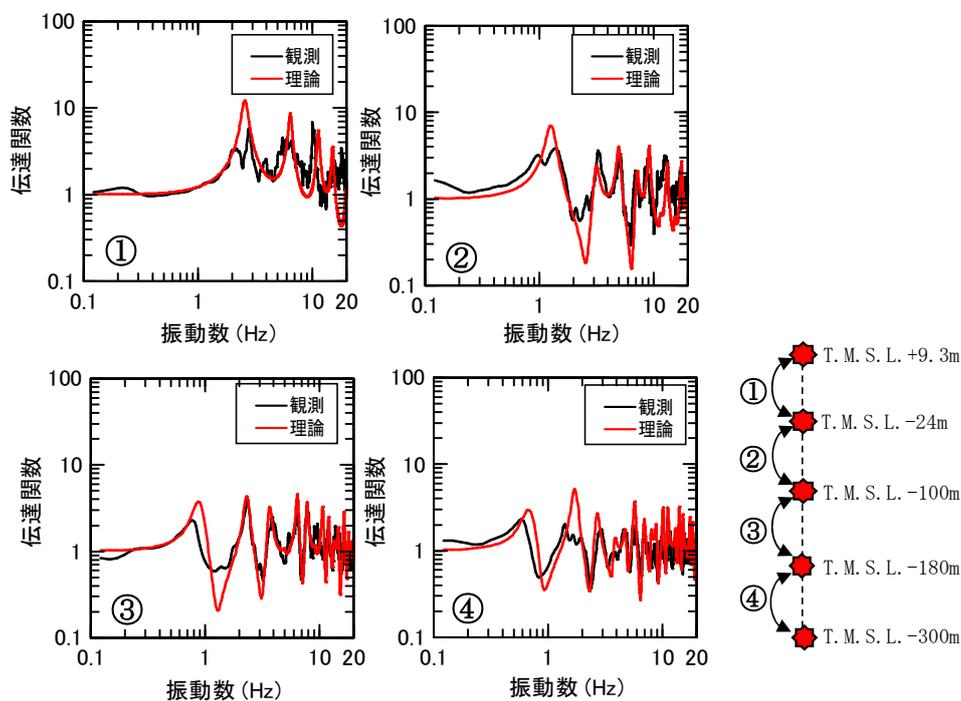 100
10
1
0.1
伝達関数
観測
理論
①
0.1
1
10
20
振動数(Hz)
100
10
1
0.1
伝達関数
観測
理論
②
0.1
1
10
20
振動数(Hz)
100
10
1
0.1
伝達関数
観測
理論
③
0.1
1
10
20
振動数(Hz)
100
10
1
0.1
伝達関数
観測
理論
④
0.1
1
10
20
振動数(Hz)
T.M.S.L.+9.3m
①
T.M.S.L.-24m
②
T.M.S.L.-100m
③
T.M.S.L.-180m
④
T.M.S.L.-300m